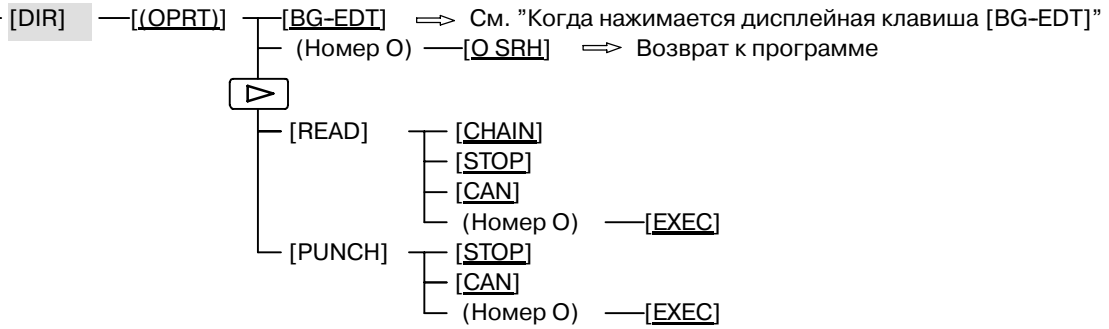 [DIR] [(OPRT)] [BG-EDT] См. "Когда нажимается дисплейная клавиша [BG-EDT]”
(Номер O) [O SRH] Возврат к программе
[READ] [CHAIN]
[STOP]
[CAN]
(Номер O) [EXEC]
[PUNCH] [STOP]
[CAN]
(Номер O) [EXEC]